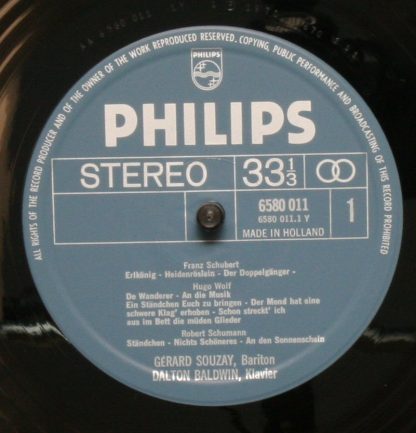 ALL RIGHTS OF THE RECORD PRODUCER AND OF THE OWNER OF THE WORK REPRODUCED RESERVED. COPYING, PUBLIC PERFORMANCE AND BROADCASTING OF THIS RECORD PROHIBITED
PHILIPS
PHILIPS
STEREO 33⅓
6580 011
6580 011.1 Y
1
MADE IN HOLLAND
Franz Schubert
Erlkönig - Heidenröslein - Der Doppelgänger -
Hugo Wolf
De Wanderer - An die Musik
Ein Ständchen Euch zu bringen - Der Mond hat eine
schwere Klag' erhoben - Schon streckt' ich
aus im Bett die müden Glieder
Robert Schumann
Ständchen - Nichts Schöneres - An den Sonnenschein
GERARD SOUZAY, Bariton
DALTON BALDWIN, Klavier